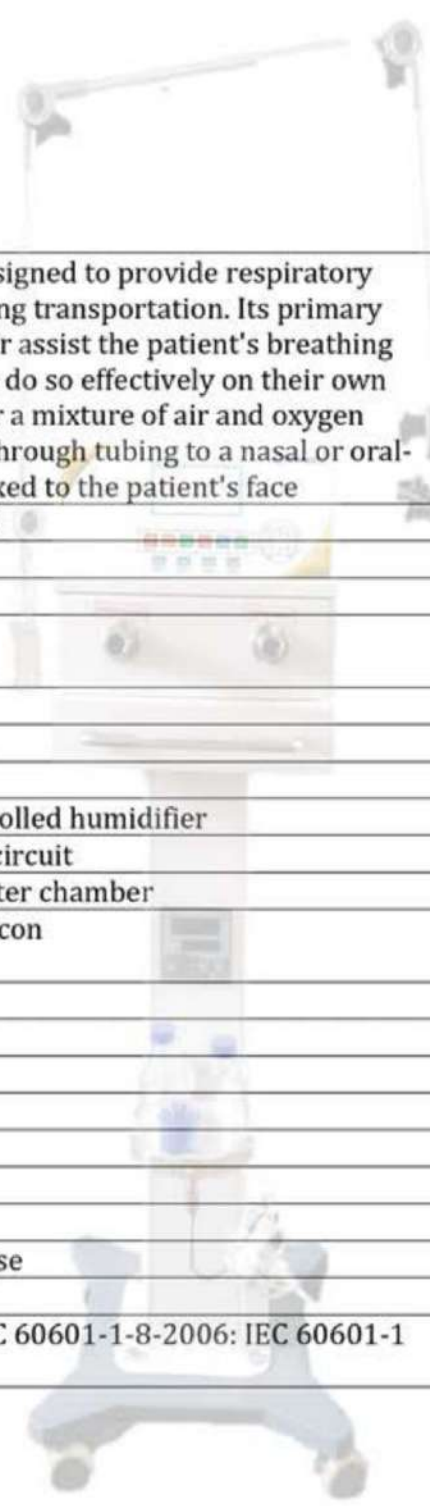 signed to provide respiratory
ng transportation. Its primary
r assist the patient's breathing
do so effectively on their own
r a mixture of air and oxygen
hrough tubing to a nasal or oral-
ked to the patient's face
olled humidifier
circuit
ter chamber
con
se
C 60601-1-8-2006: IEC 60601-1